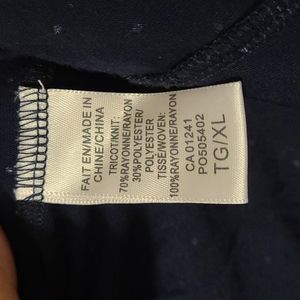 FAIT EN/MADE IN
CHINE/CHINA
TRICOT/KNIT:
70%RAYONNE/RAYON
30%POLYESTER/
POLYESTER
TISSÉ/WOVEN:
100%RAYONNE/RAYON
CA 01241
PO505402
TG/XL